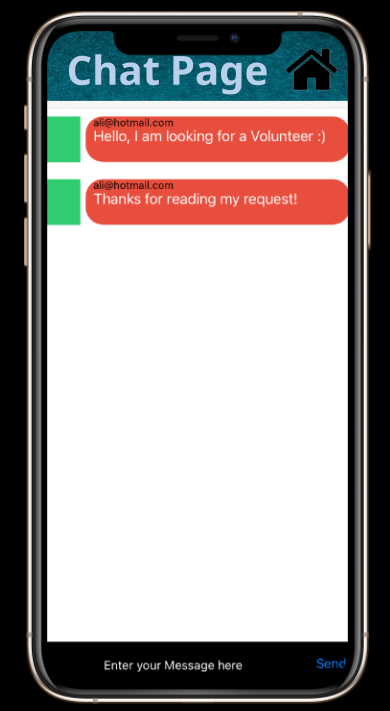 Chat Page
ali@hotmail.com
Hello, I am looking for a Volunteer :)
ali@hotmail.com
Thanks for reading my request!
Enter your Message here
Send